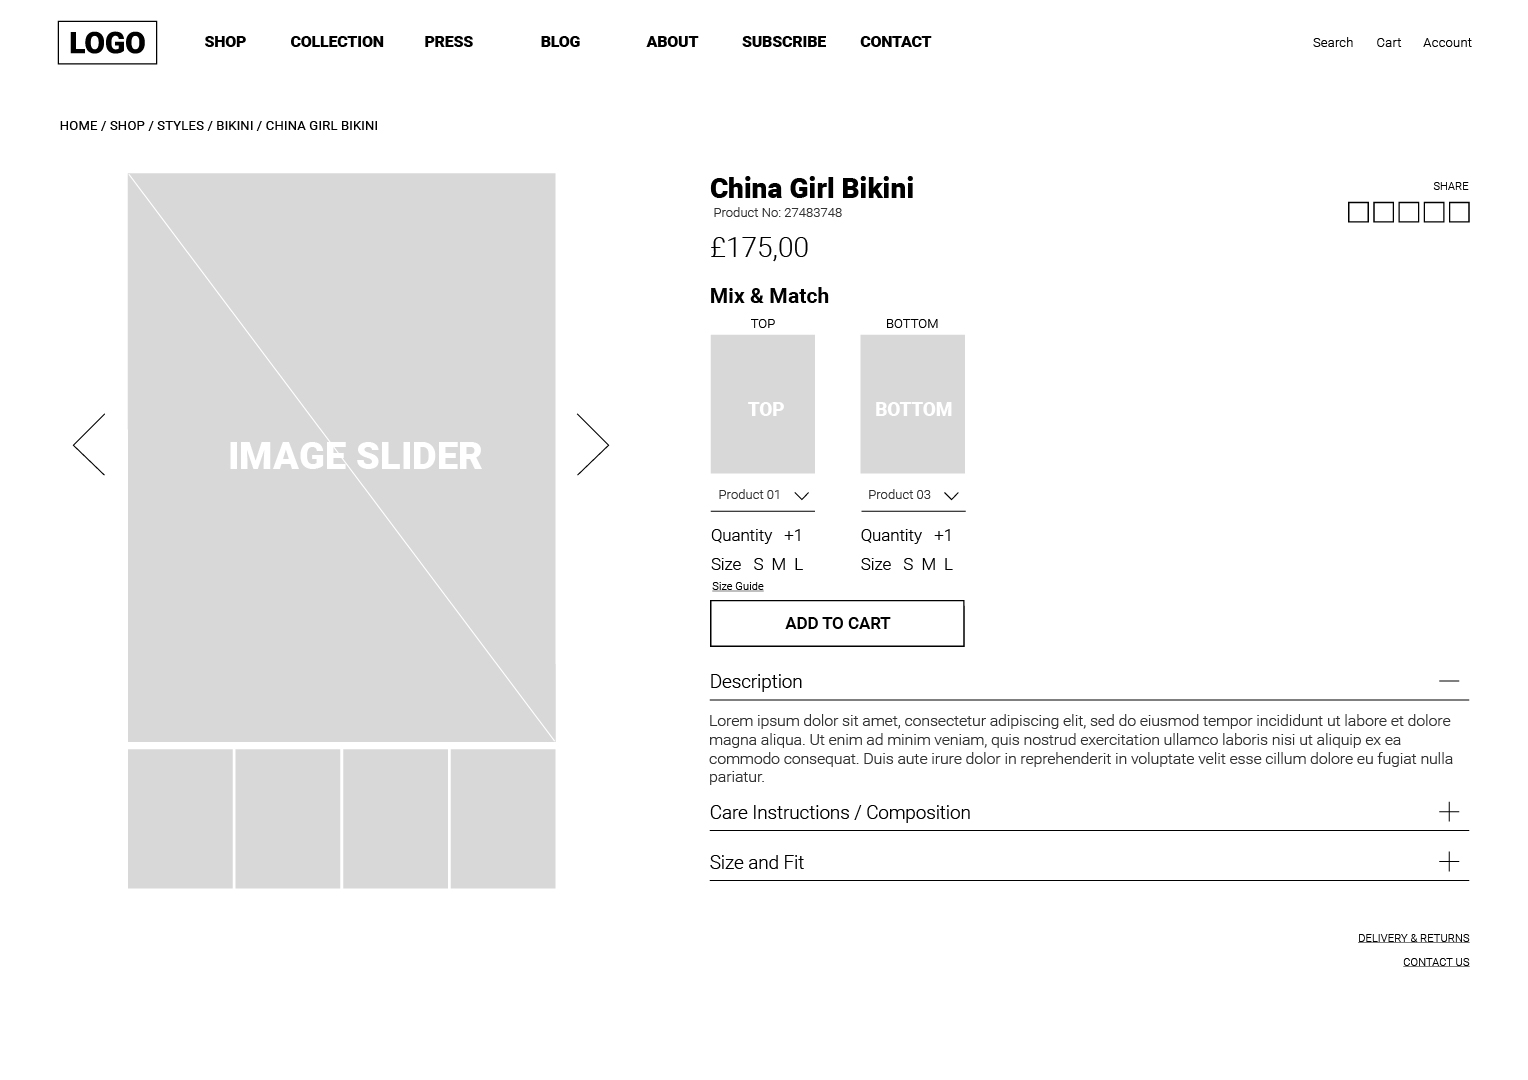 LOGO SHOP COLLECTION PRESS BLOG ABOUT SUBSCRIBE CONTACT Search Cart Account
HOME / SHOP / STYLES / BIKINI / CHINA GIRL BIKINI
IMAGE SLIDER
China Girl Bikini
Product No: 27483748
SHARE
£175,00
Mix & Match
TOP BOTTOM
TOP BOTTOM
Product 01 Product 03
Quantity +1 Quantity +1
Size S M L Size S M L
Size Guide
ADD TO CART
Description
Lorem ipsum dolor sit amet, consectetur adipiscing elit, sed do eiusmod tempor incididunt ut labore et dolore
magna aliqua. Ut enim ad minim veniam, quis nostrud exercitation ullamco laboris nisi ut aliquip ex ea
commodo consequat. Duis aute irure dolor in reprehenderit in voluptate velit esse cillum dolore eu fugiat nulla
pariatur.
Care Instructions / Composition
Size and Fit
DELIVERY & RETURNS
CONTACT US